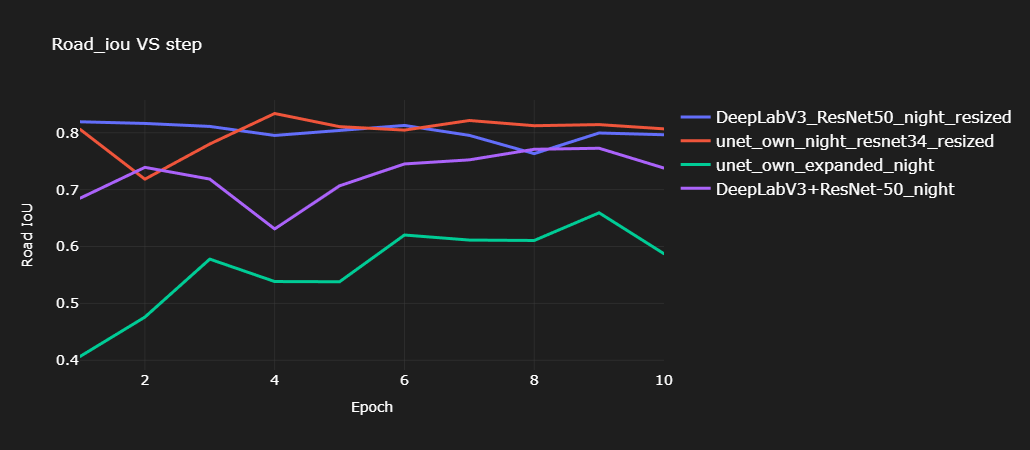 Road_iou VS step
DeepLabV3_ResNet50_night_resized
unet_own_night_resnet34_resized
unet_own_expanded_night
DeepLabV3+ResNet-50_night
Road IoU
0.8
0.7
0.6
0.5
0.4
2 4 6 8 10
Epoch